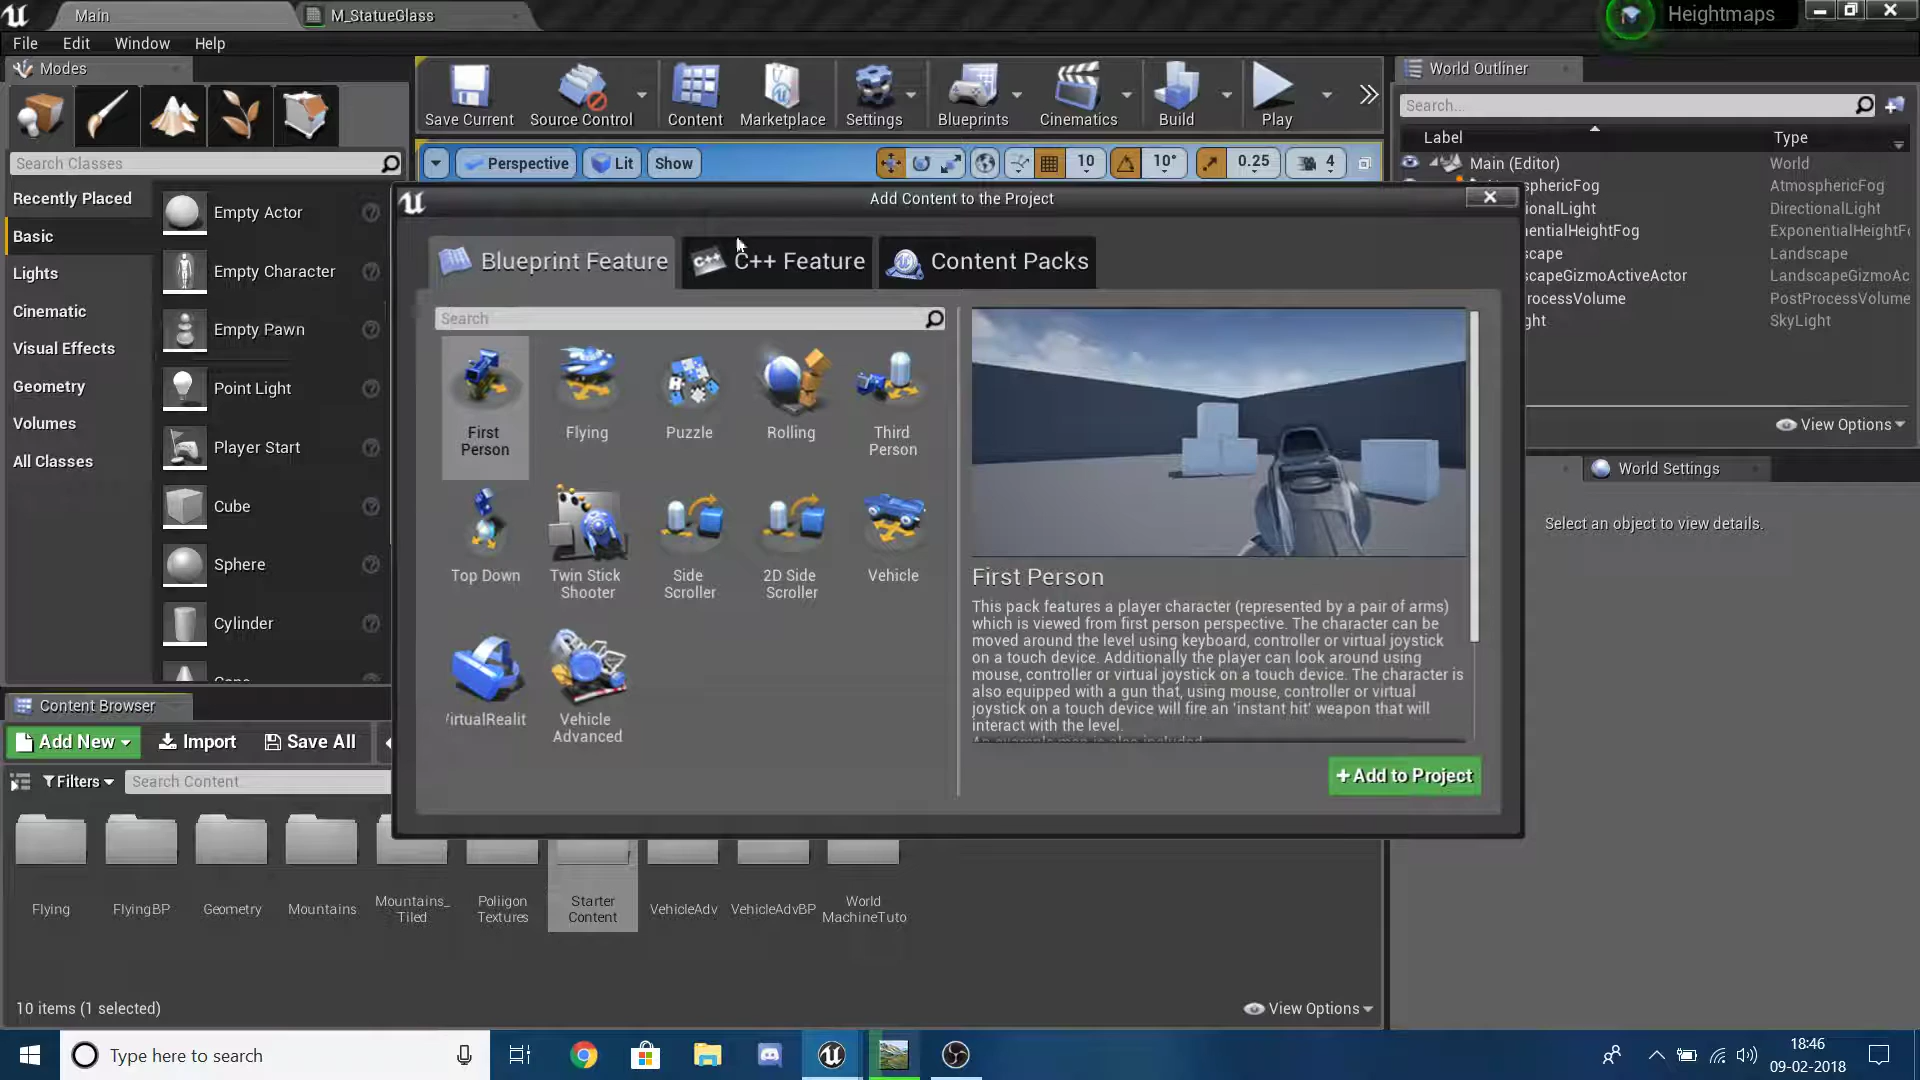 Main
M_StatueGlass
Heightmaps
File
Edit
Window
Help
Modes
Search Classes
Recently Placed
Basic
Lights
Cinematic
Visual Effects
Geometry
Volumes
All Classes
Empty Actor
Empty Character
Empty Pawn
Point Light
Player Start
Cube
Sphere
Cylinder
Save Current
Source Control
Content
Marketplace
Settings
Blueprints
Cinematics
Build
Play
Perspective
Lit
Show
10
10°
0.25
4
World Outliner
Search...
Label
Type
Main (Editor)
World
osphericFog
AtmosphericFog
ionalLight
DirectionalLight
nentialHeightFog
ExponentialHeightF
scape
Landscape
scapeGizmoActiveActor
LandscapeGizmoAc
rocessVolume
PostProcessVolume
ght
SkyLight
View Options
World Settings
Select an object to view details.
Add Content to the Project
Blueprint Feature
C++
C++ Feature
Content Packs
Search
First
Person
Flying
Puzzle
Rolling
Third
Person
Top Down
Twin Stick
Shooter
Side
Scroller
2D Side
Scroller
Vehicle
VirtualRealit
Vehicle
Advanced
First Person
This pack features a player character (represented by a pair of arms)
which is viewed from first person perspective. The character can be
moved around the level using keyboard, controller or virtual joystick
on a touch device. Additionally the player can look around using
mouse, controller or virtual joystick on a touch device. The character is
also equipped with a gun that, using mouse, controller or virtual
joystick on a touch device will fire an 'instant hit' weapon that will
interact with the level.
An example map is also included
+Add to Project
Content Browser
Add New
Import
Save All
Filters
Search Content
Flying
FlyingBP
Geometry
Mountains
Mountains_
Tiled
Poliigon
Textures
Starter
Content
VehicleAdv
VehicleAdvBP
World
MachineTuto
10 items (1 selected)
View Options
Type here to search
18:46
09-02-2018